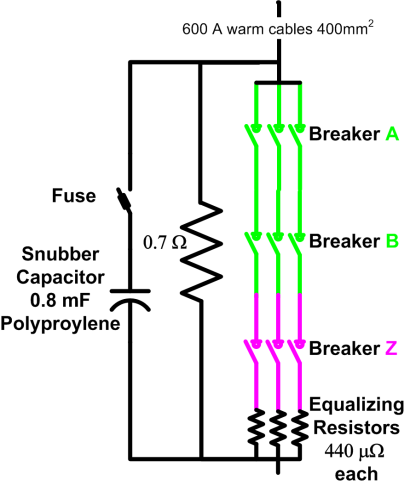 600 A warm cables 400mm²
Breaker A
Fuse
0.7 Ω
Breaker B
Snubber
Capacitor
0.8 mF
Polyproylene
Breaker Z
Equalizing
Resistors
440 μΩ
each